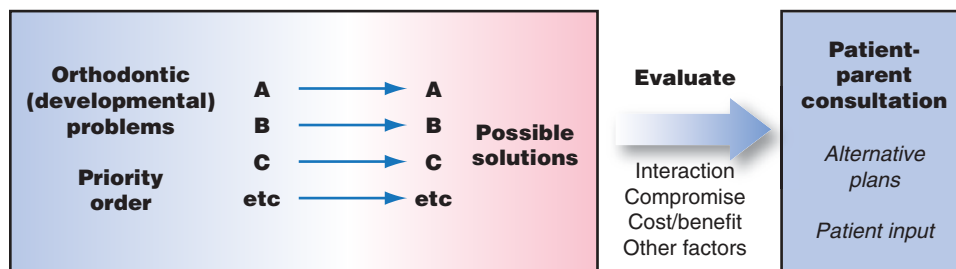 Orthodontic
(developmental)
problems
Priority
order
A
B
C
etc
A
B
C
etc
Possible
solutions
Evaluate
Interaction
Compromise
Cost/benefit
Other factors
Patient-
parent
consultation
Alternative
plans
Patient input